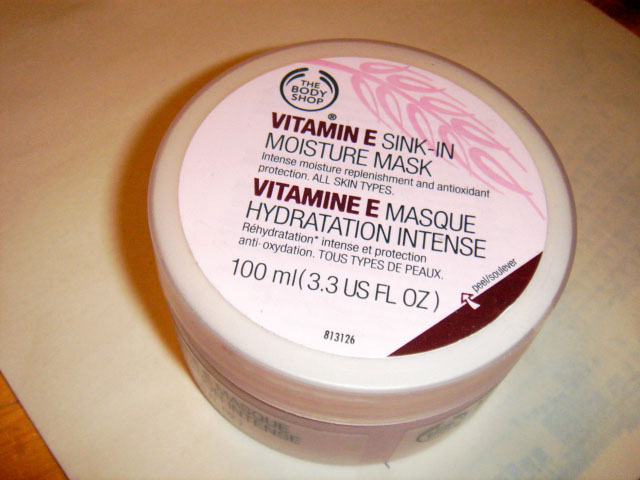 THE
BODY
SHOP
®
VITAMIN E SINK-IN
MOISTURE MASK
Intense moisture replenishment and antioxidant
protection. ALL SKIN TYPES.
VITAMINE E MASQUE
HYDRATATION INTENSE
Réhydratation* intense et protection
anti-oxydation. TOUS TYPES DE PEAUX.
100 ml (3.3 US FL OZ)
peel/soulever
813126
MASQUE
INTENSE